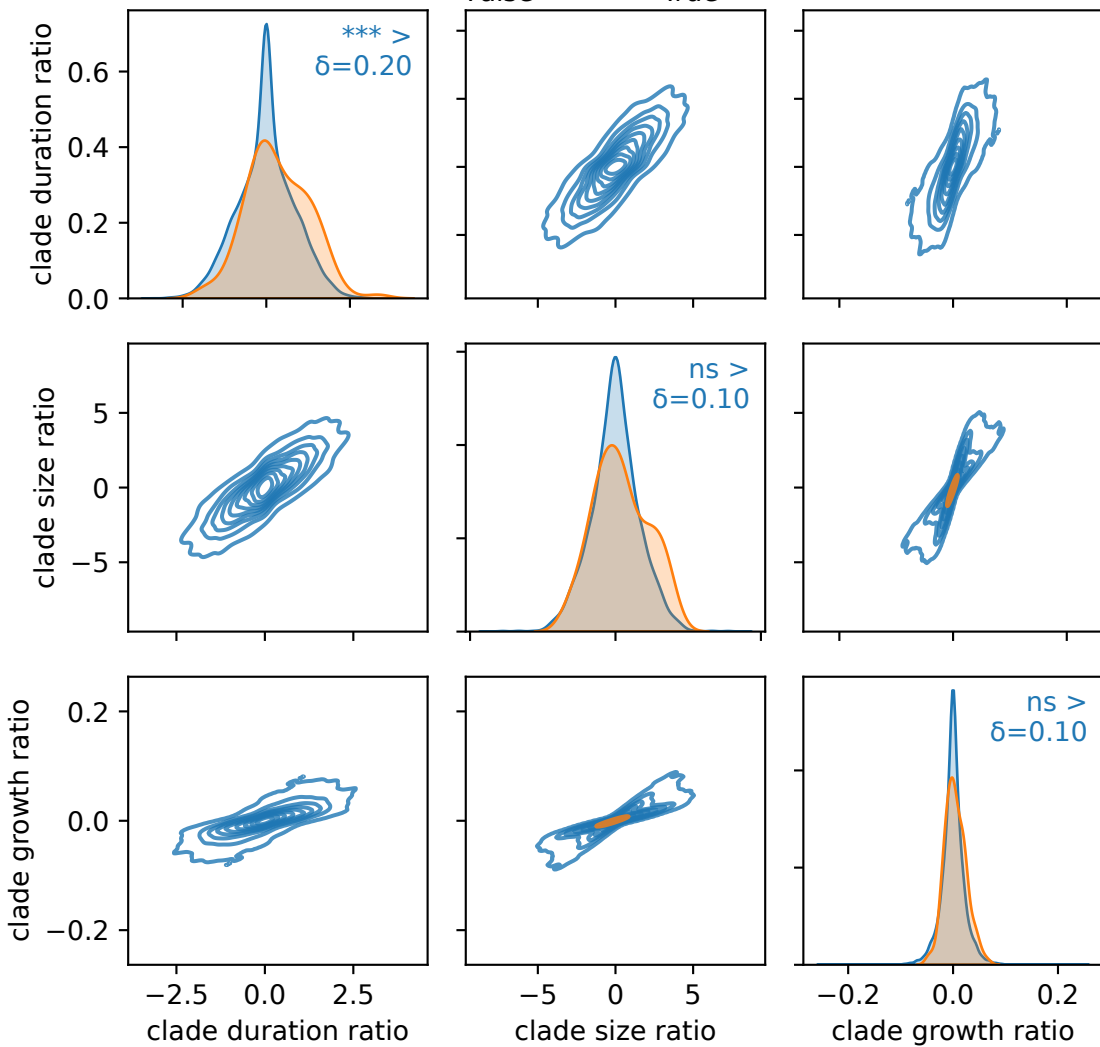 clade duration ratio
0.6
0.4
0.2
0.0
*** >
δ=0.20
clade size ratio
5
0
−5
ns >
δ=0.10
clade growth ratio
0.2
0.0
−0.2
ns >
δ=0.10
−2.5 0.0 2.5
−5 0 5
−0.2 0.0 0.2
clade duration ratio
clade size ratio
clade growth ratio